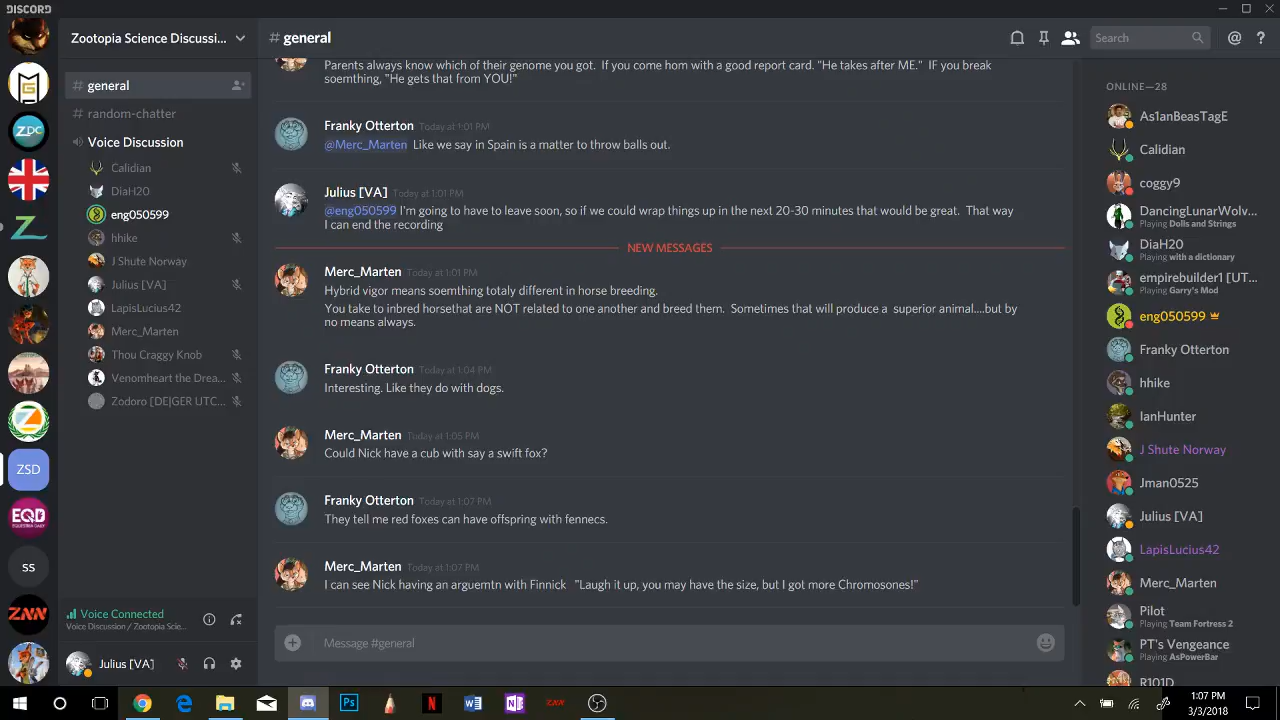 DISCORD
Zootopia Science Discussi...
# general
Search
general
# random-chatter
Voice Discussion
Calidian
DiaH20
eng050599
hhike
J Shute Norway
Julius [VA]
LapisLucius42
Merc_Marten
Thou Craggy Knob
Venomheart the Drea...
Zodoro [DE|GER UTC...
ZDC
ZSD
EQD
EQUESTRIA DAILY
ss
ZNN
Voice Connected
Voice Discussion / Zootopia Scie...
Julius [VA]
Parents always know which of their genome you got. If you come hom with a good report card. "He takes after ME." IF you break
soemthing, "He gets that from YOU!"
Franky Otterton Today at 1:01 PM
@Merc_Marten Like we say in Spain is a matter to throw balls out.
Julius [VA] Today at 1:01 PM
@eng050599 I'm going to have to leave soon, so if we could wrap things up in the next 20-30 minutes that would be great. That way
I can end the recording
NEW MESSAGES
Merc_Marten Today at 1:01 PM
Hybrid vigor means soemthing totaly different in horse breeding.
You take to inbred horsethat are NOT related to one another and breed them. Sometimes that will produce a superior animal....but by
no means always.
Franky Otterton Today at 1:04 PM
Interesting. Like they do with dogs.
Merc_Marten Today at 1:05 PM
Could Nick have a cub with say a swift fox?
Franky Otterton Today at 1:07 PM
They tell me red foxes can have offspring with fennecs.
Merc_Marten Today at 1:07 PM
I can see Nick having an arguemtn with Finnick "Laugh it up, you may have the size, but I got more Chromosones!"
Message #general
ONLINE—28
As1anBeasTagE
Calidian
coggy9
DancingLunarWolv...
Playing Dolls and Strings
DiaH20
Playing with a dictionary
empirebuilder1 [UT...
Playing Garry's Mod
eng050599
Franky Otterton
hhike
IanHunter
J Shute Norway
Jman0525
Julius [VA]
LapisLucius42
Merc_Marten
Pilot
Playing Team Fortress 2
PT's Vengeance
Playing AsPowerBar
R101D
Ps
N
W
N
ZNN
1:07 PM
3/3/2018